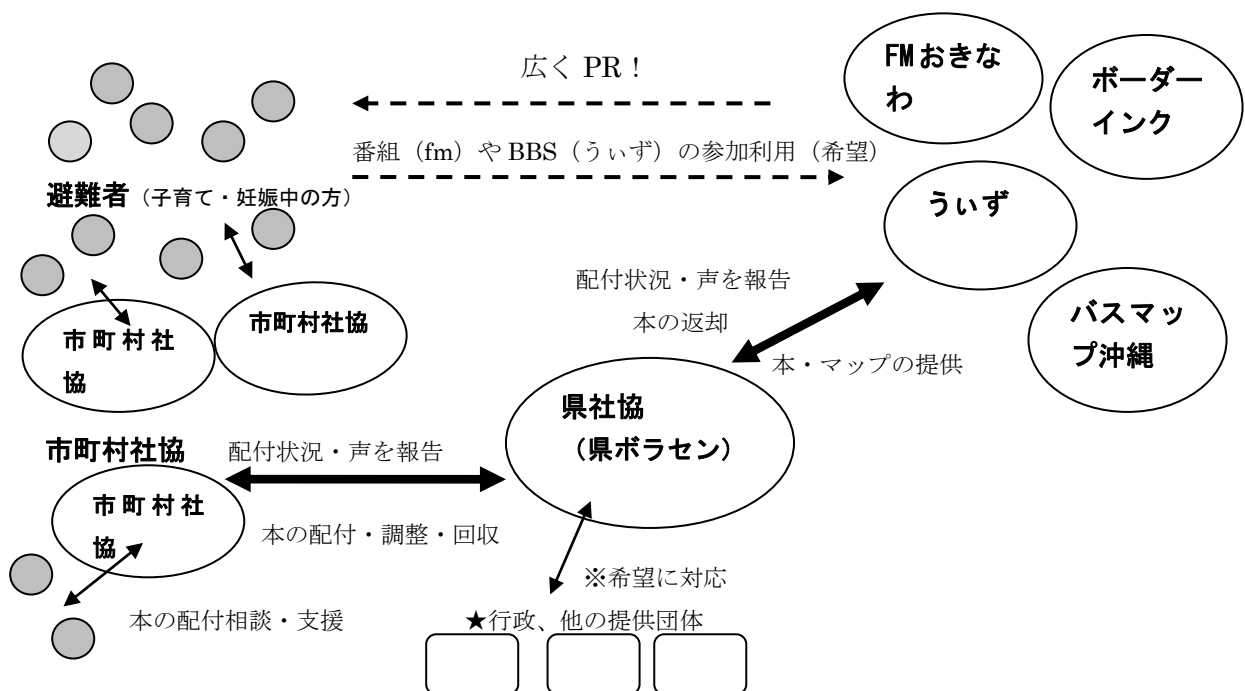 広く PR！
FMおきな
わ
ボーダー
インク
番組（fm）や BBS（うぃず）の参加利用（希望）
避難者（子育て・妊娠中の方）
うぃず
配付状況・声を報告
本の返却
本・マップの提供
バスマッ
プ沖縄
市町村社
協
市町村社協
県社協
（県ボラセン）
市町村社協
配付状況・声を報告
市町村社
協
本の配付・調整・回収
※希望に対応
本の配付相談・支援
★行政、他の提供団体